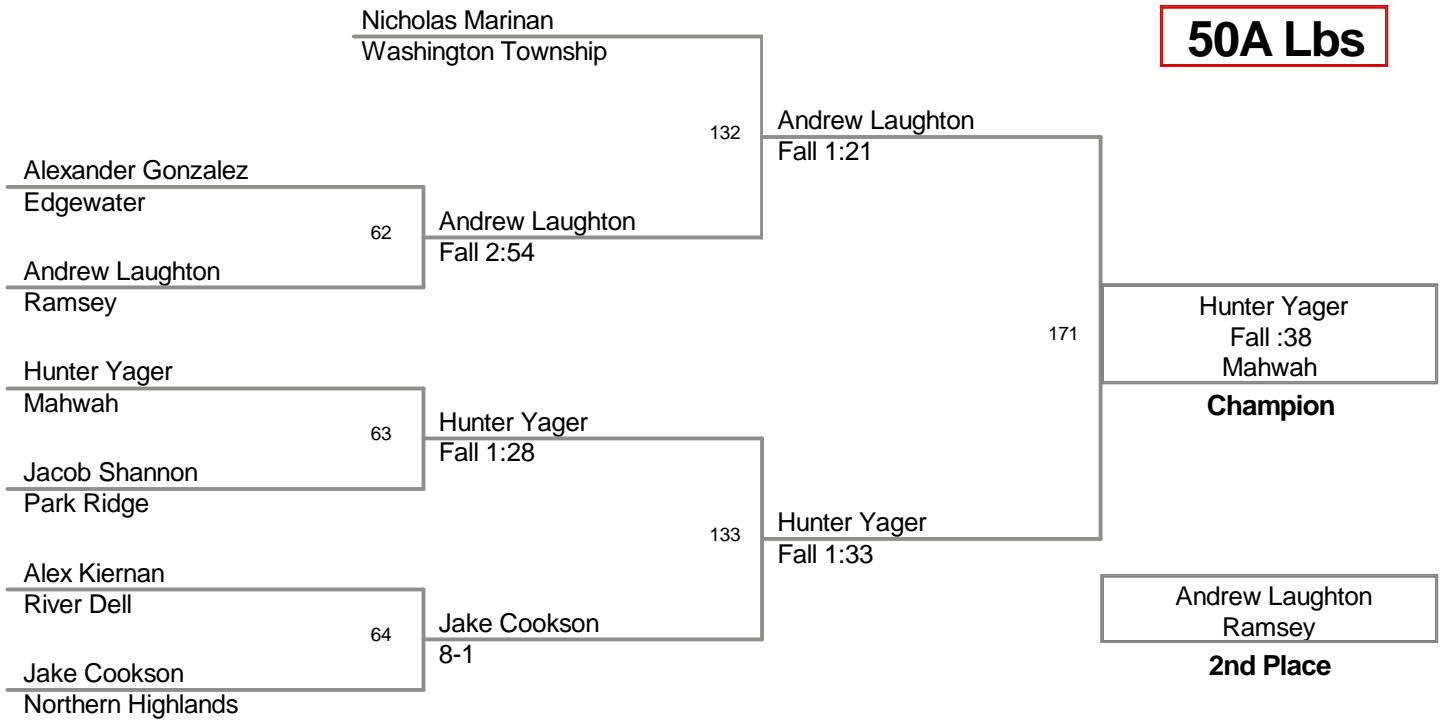 Nicholas Marinan
Washington Township
50A Lbs
132
Andrew Laughton
Fall 1:21
Alexander Gonzalez
Edgewater
62
Andrew Laughton
Fall 2:54
Andrew Laughton
Ramsey
171
Hunter Yager
Fall :38
Mahwah
Champion
Hunter Yager
Mahwah
63
Hunter Yager
Fall 1:28
Jacob Shannon
Park Ridge
133
Hunter Yager
Fall 1:33
Alex Kiernan
River Dell
64
Jake Cookson
8-1
Jake Cookson
Northern Highlands
Andrew Laughton
Ramsey
2nd Place